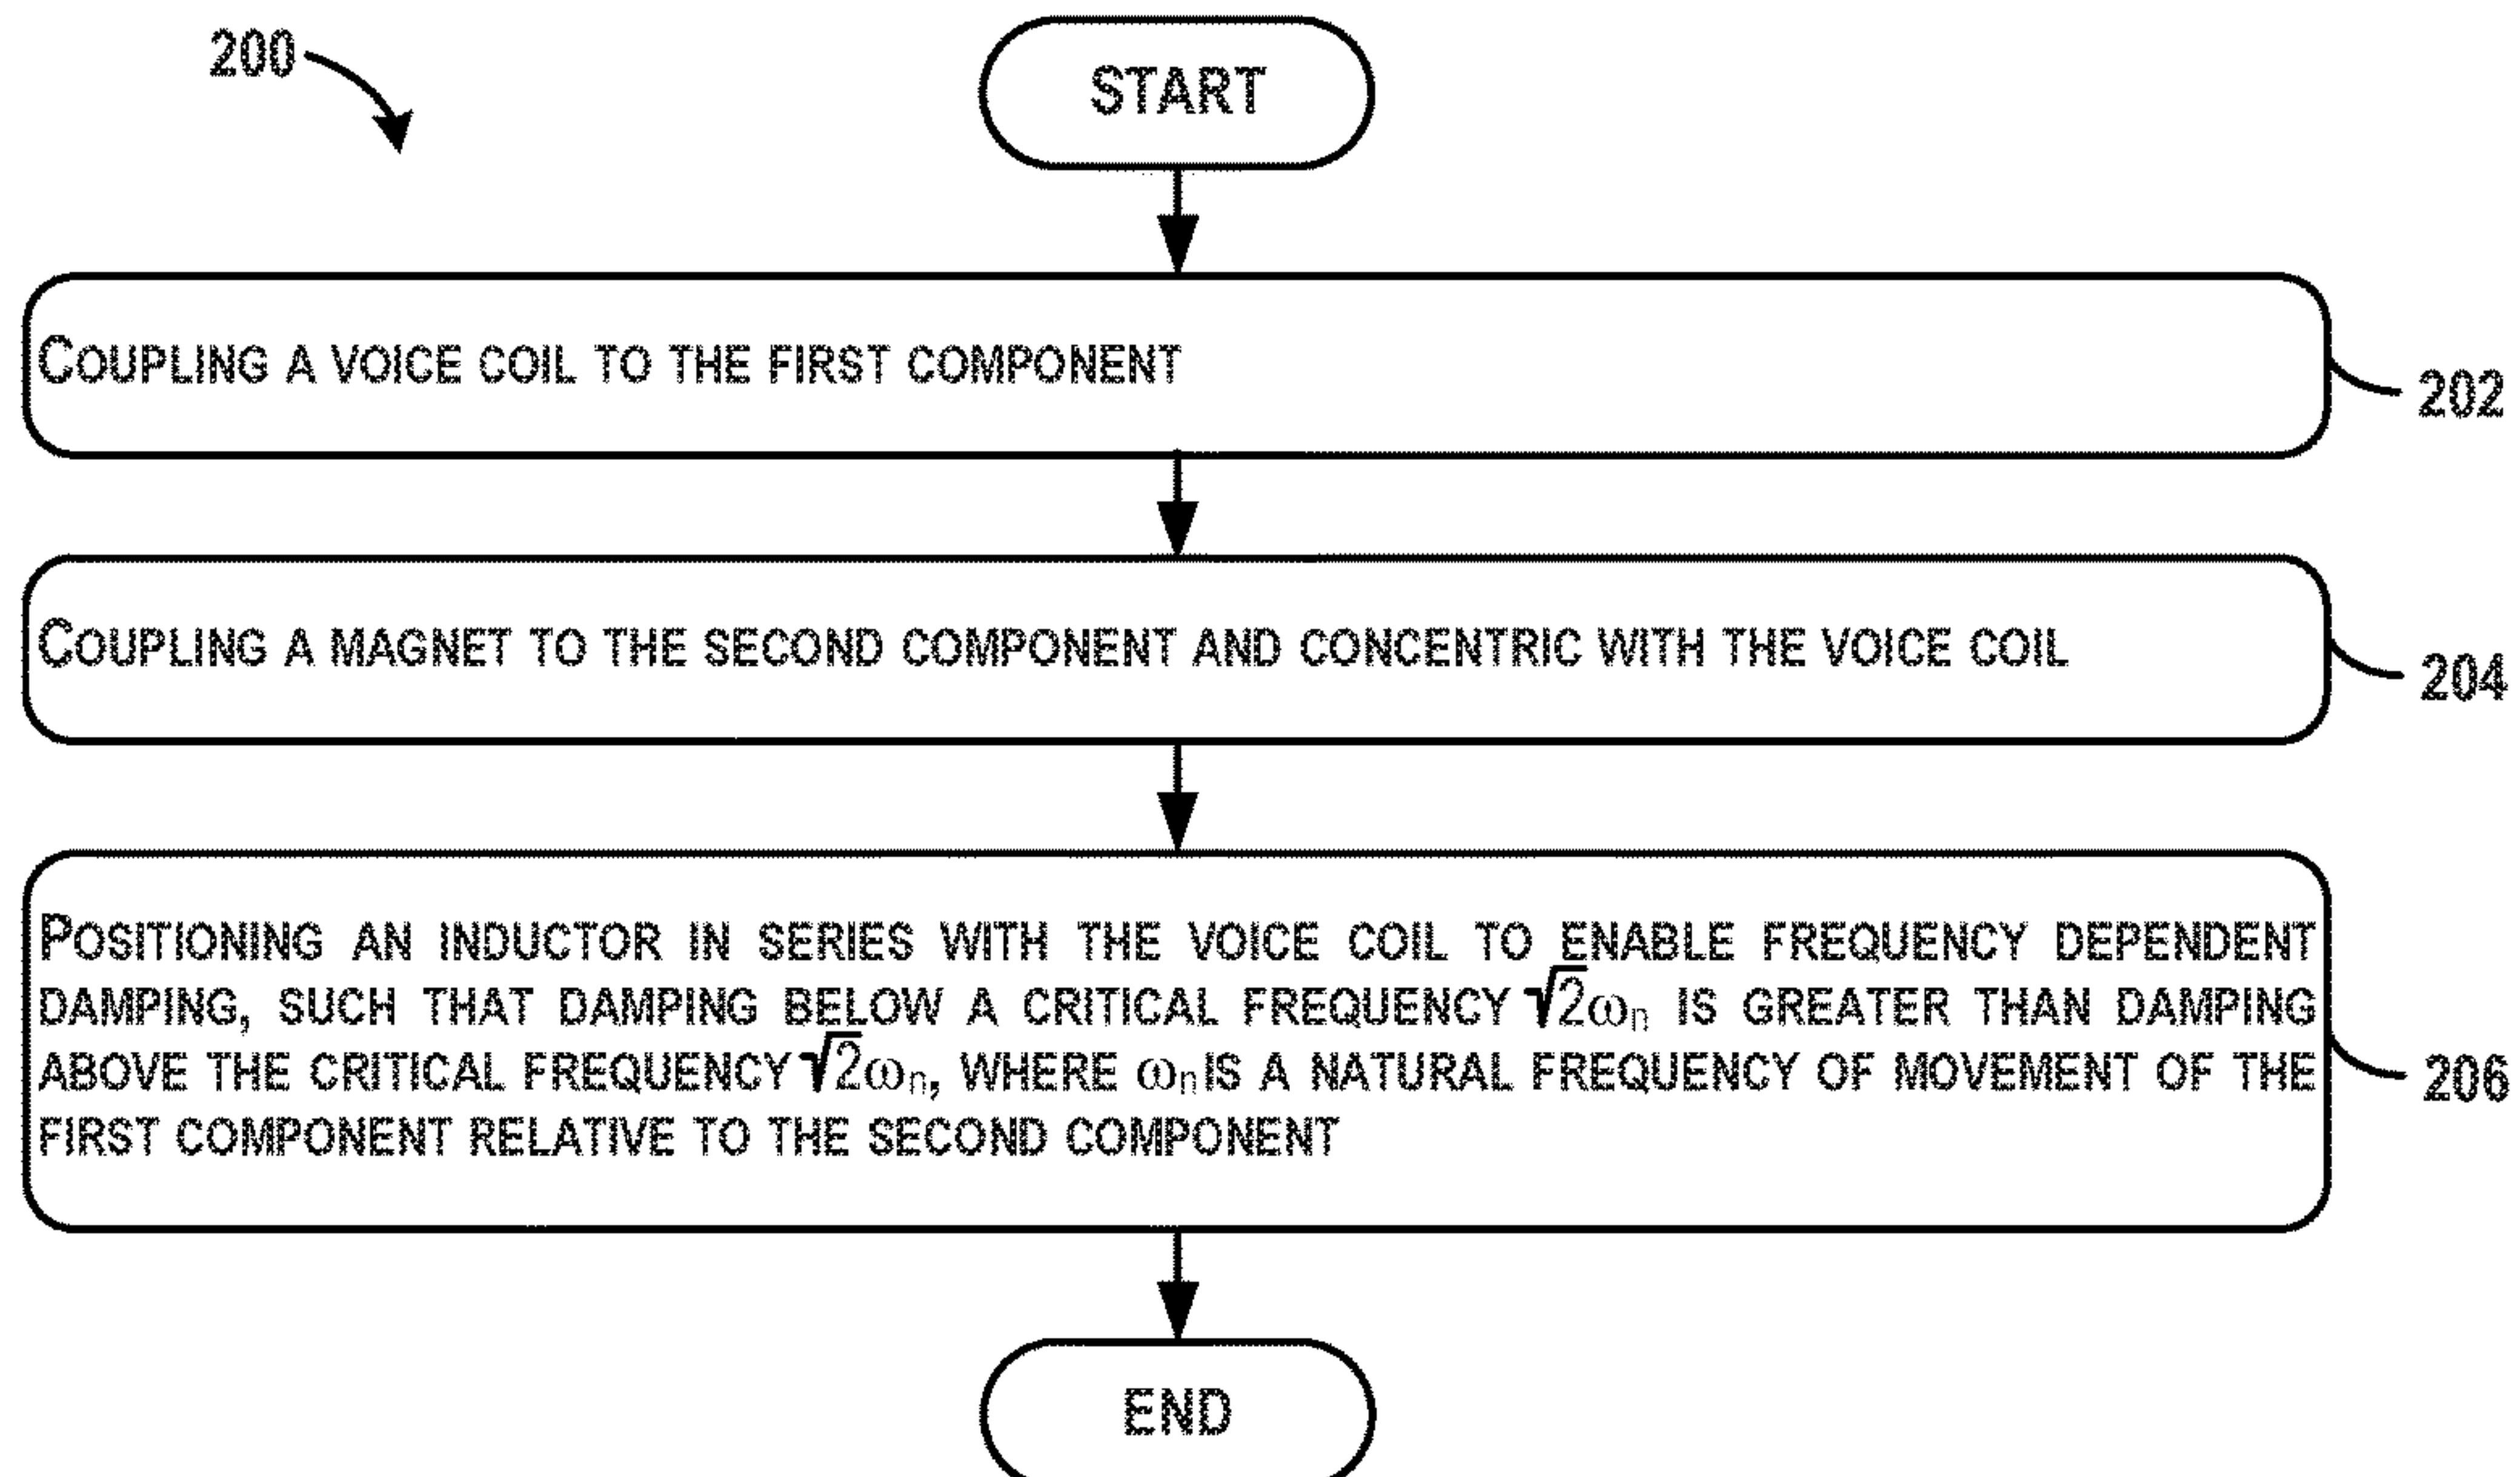 200
START
COUPLING A VOICE COIL TO THE FIRST COMPONENT
202
COUPLING A MAGNET TO THE SECOND COMPONENT AND CONCENTRIC WITH THE VOICE COIL
204
POSITIONING AN INDUCTOR IN SERIES WITH THE VOICE COIL TO ENABLE FREQUENCY DEPENDENT
DAMPING, SUCH THAT DAMPING BELOW A CRITICAL FREQUENCY √2ωn IS GREATER THAN DAMPING
ABOVE THE CRITICAL FREQUENCY √2ωn, WHERE ωn IS A NATURAL FREQUENCY OF MOVEMENT OF THE
FIRST COMPONENT RELATIVE TO THE SECOND COMPONENT
206
END